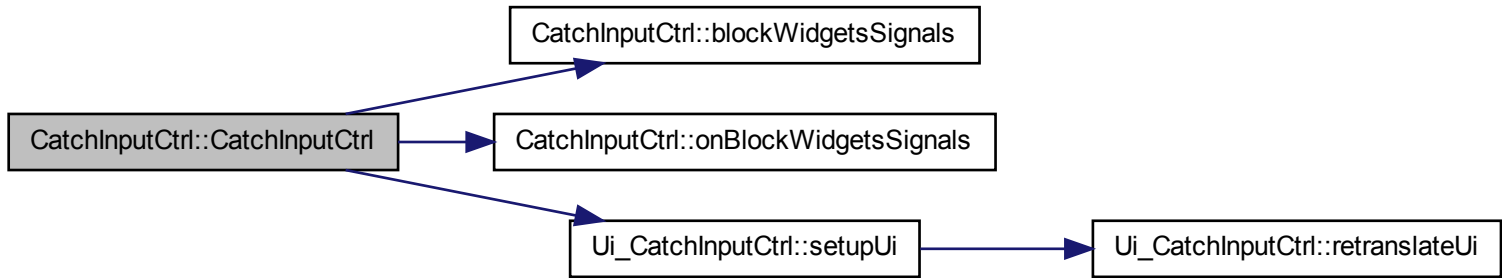 CatchInputCtrl::blockWidgetsSignals
CatchInputCtrl::CatchInputCtrl
CatchInputCtrl::onBlockWidgetsSignals
Ui_CatchInputCtrl::setupUi
Ui_CatchInputCtrl::retranslateUi